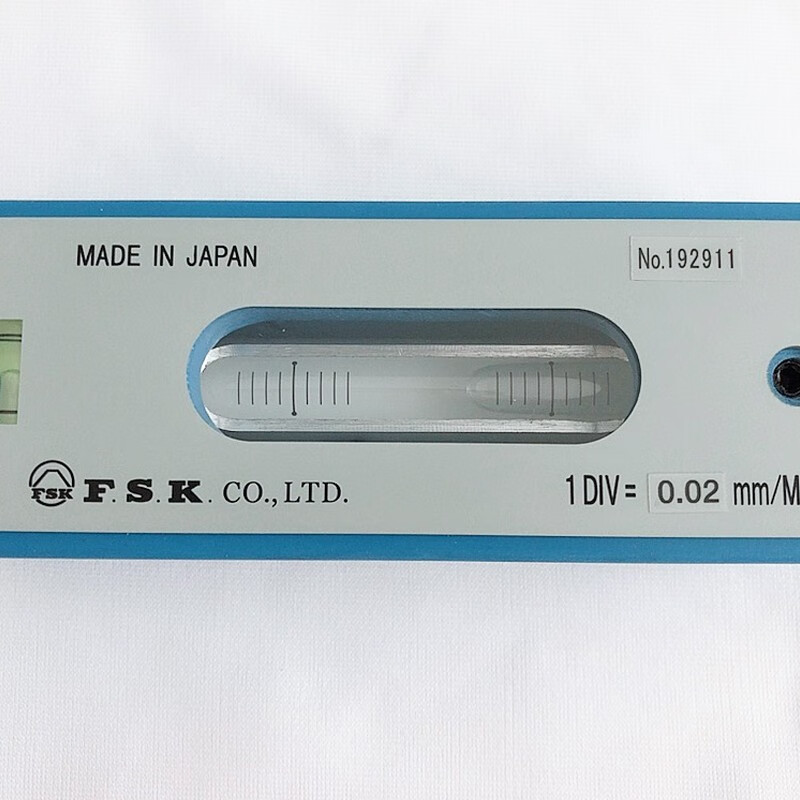 MADE IN JAPAN
No.192911
FSK F.S.K. CO.,LTD.
1 DIV= 0.02 mm/M